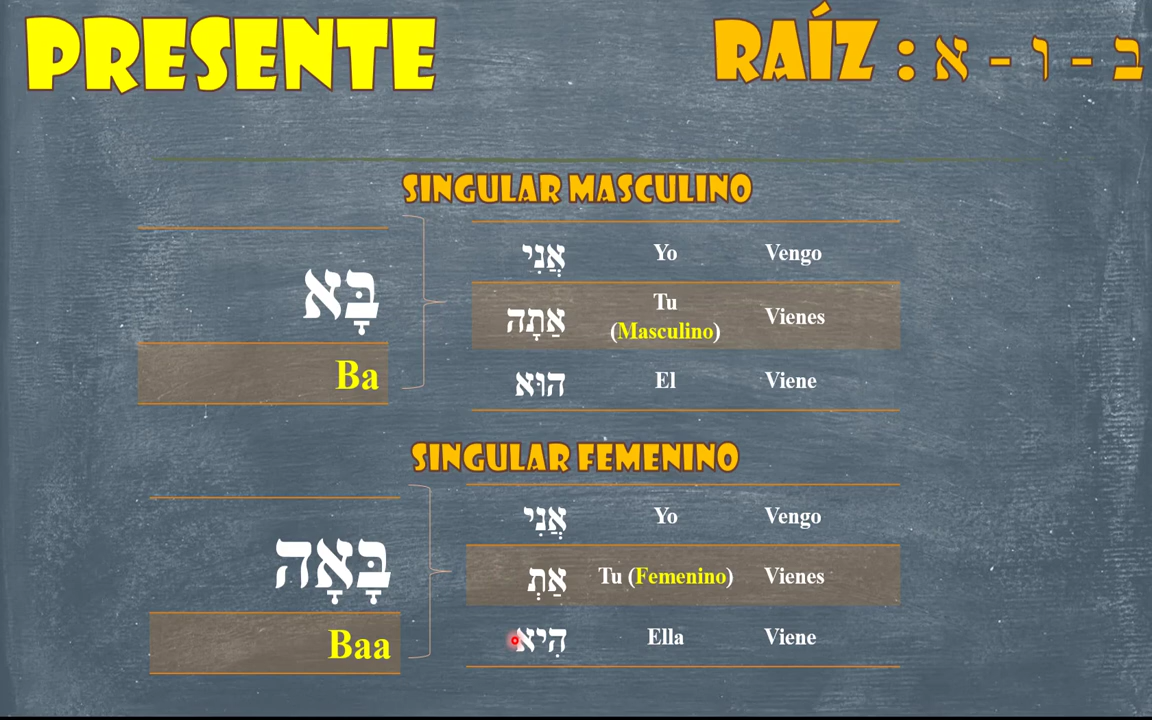 PRESENTE
RAÍZ : ב - ו - א
SINGULAR MASCULINO
בָּא
Ba
אֲנִי Yo Vengo
אַתָה Tu (Masculino) Vienes
הוּא El Viene
SINGULAR FEMENINO
בָּאָה
Baa
אֲנִי Yo Vengo
אַתְ Tu (Femenino) Vienes
הִיא Ella Viene